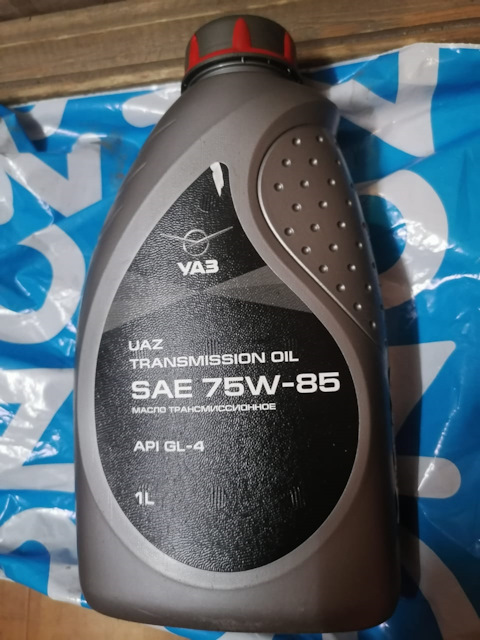 УАЗ
UAZ
TRANSMISSION OIL
SAE 75W-85
МАСЛО ТРАНСМИССИОННОЕ
API GL-4
1L